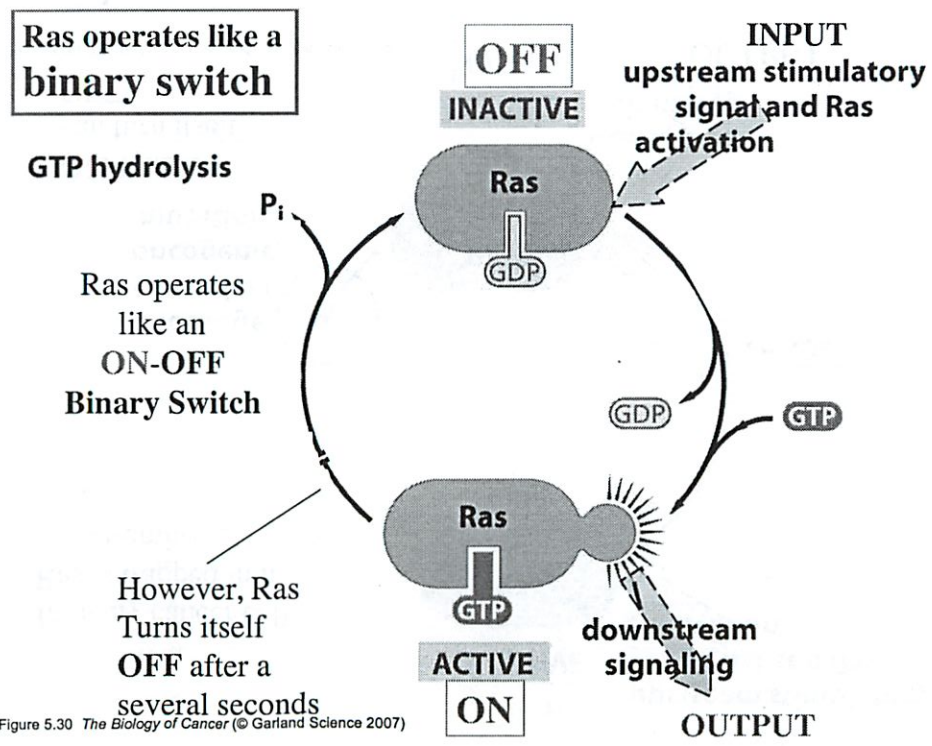 Ras operates like a
binary switch
OFF
INACTIVE
INPUT
upstream stimulatory
signal and Ras
activation
GTP hydrolysis
Pi
Ras
GDP
Ras operates
like an
ON-OFF
Binary Switch
GDP
GTP
Ras
GTP
However, Ras
Turns itself
OFF after a
several seconds
ACTIVE
ON
downstream
signaling
OUTPUT
Figure 5.30 The Biology of Cancer (© Garland Science 2007)